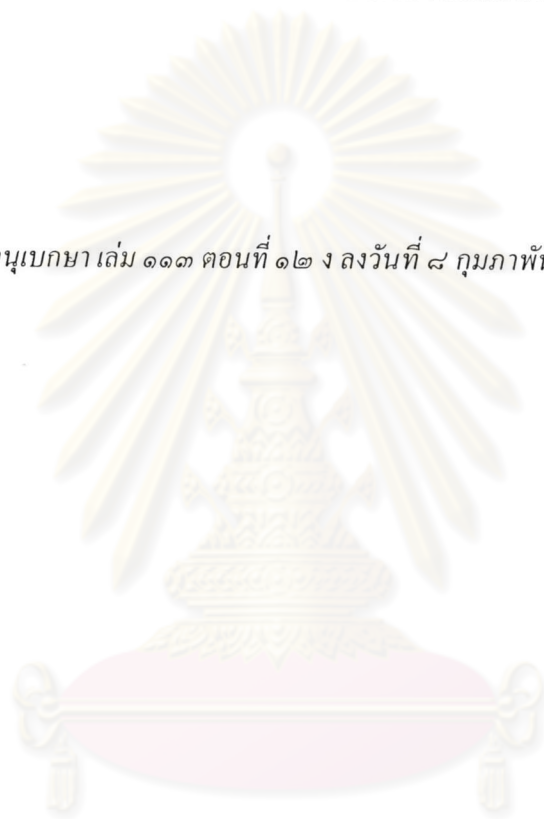 นุเบกษา เล่ม ๑๑๓ ตอนที่ ๑๒ ง ลงวันที่ ๘ กุมภาพัน